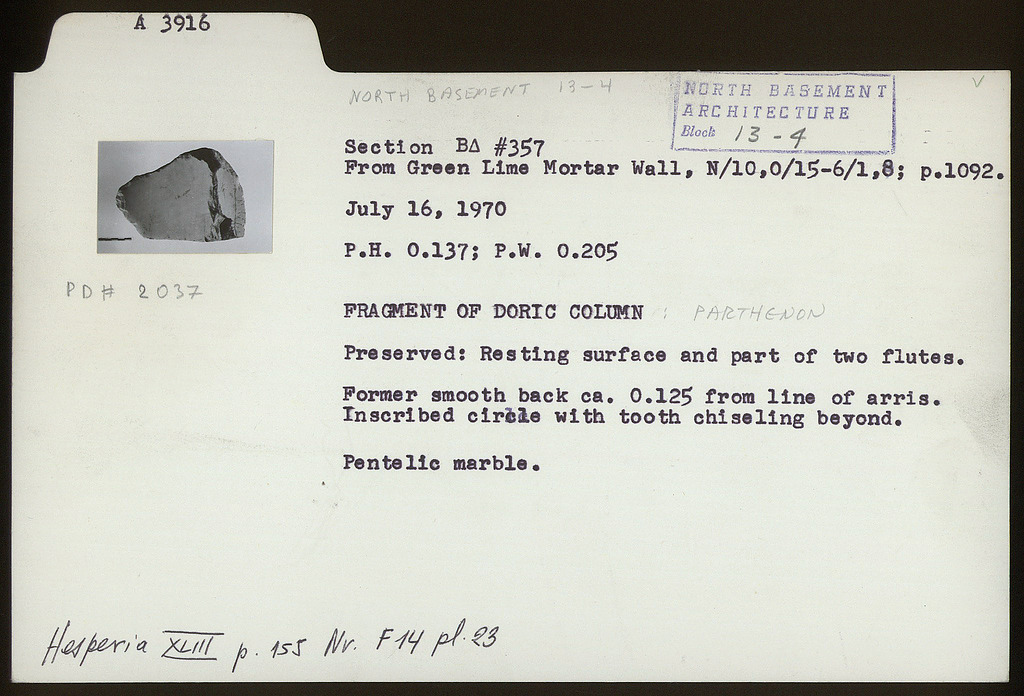 A 3916
NORTH BASEMENT 13-4
NORTH BASEMENT
ARCHITECTURE
Block 13-4
Section ΒΔ #357
From Green Lime Mortar Wall, N/10,0/15-6/1,8; p.1092.
July 16, 1970
P.H. 0.137; P.W. 0.205
PD# 2037
FRAGMENT OF DORIC COLUMN : PARTHENON
Preserved: Resting surface and part of two flutes.
Former smooth back ca. 0.125 from line of arris.
Inscribed circle with tooth chiseling beyond.
Pentelic marble.
Hesperia XLIII p. 155 Nr. F14 pl. 23